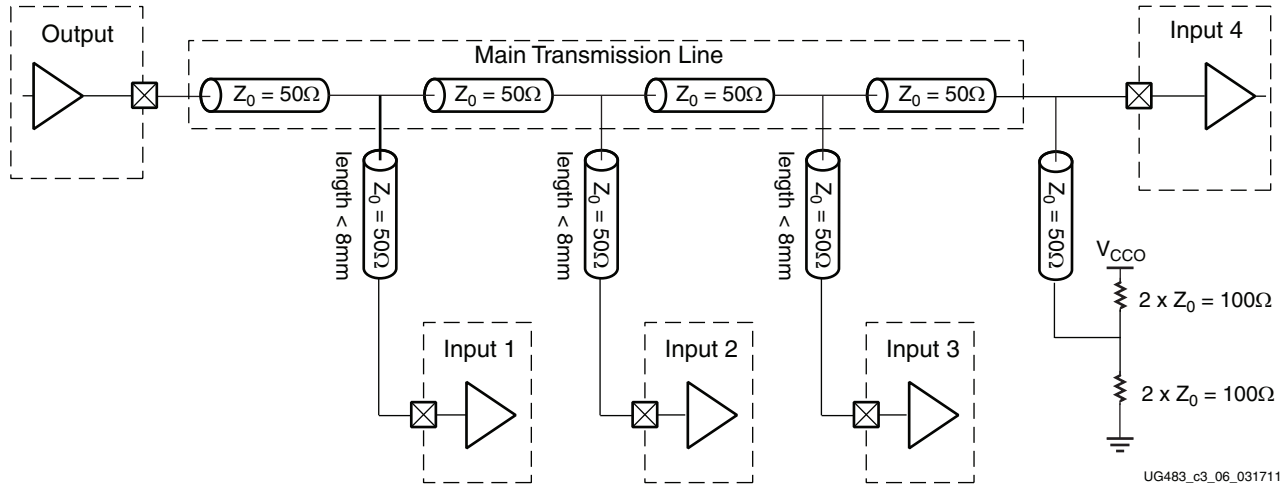 Output
Main Transmission Line
Input 4
Z0 = 50Ω
Z0 = 50Ω
Z0 = 50Ω
Z0 = 50Ω
length < 8mm
Z0 = 50Ω
length < 8mm
Z0 = 50Ω
length < 8mm
Z0 = 50Ω
Z0 = 50Ω
VCCO
2 x Z0 = 100Ω
Input 1
Input 2
Input 3
2 x Z0 = 100Ω
UG483_c3_06_031711